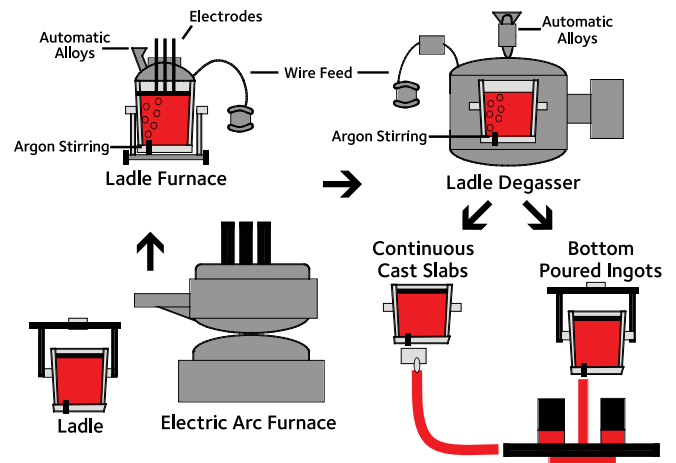 Electrodes
Automatic
Alloys
Wire Feed
Automatic
Alloys
Argon Stirring
Argon Stirring
Ladle Furnace
Ladle Degasser
Continuous
Cast Slabs
Bottom
Poured Ingots
Ladle
Electric Arc Furnace